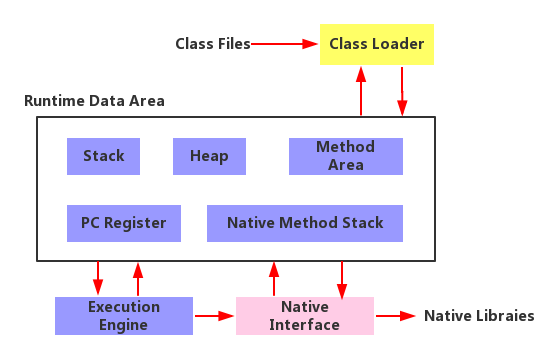 Class Files
Class Loader
Runtime Data Area
Stack
Heap
Method
Area
PC Register
Native Method Stack
Execution
Engine
Native
Interface
Native Libraies